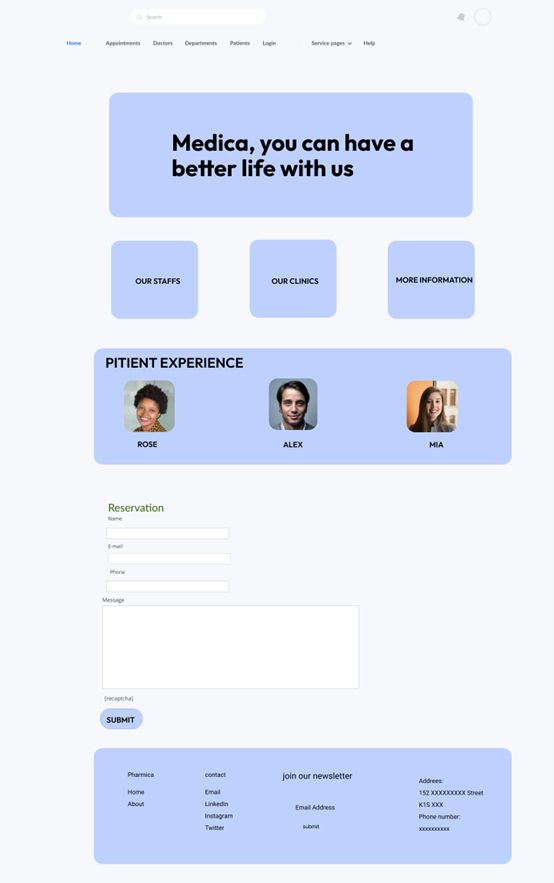 Search
Home Appointments Doctors Departments Patients Login Service pages Help
Medica, you can have a
better life with us
OUR STAFFS OUR CLINICS MORE INFORMATION
PITIENT EXPERIENCE
ROSE ALEX MIA
Reservation
Name
E-mail
Phone
Message
[recaptcha]
SUBMIT
Pharmica
Home
About
contact
Email
LinkedIn
Instagram
Twitter
join our newsletter
Email Address
submit
Addrees:
152 XXXXXXXXX Street
K1S XXX
Phone number:
xxxxxxxxxx